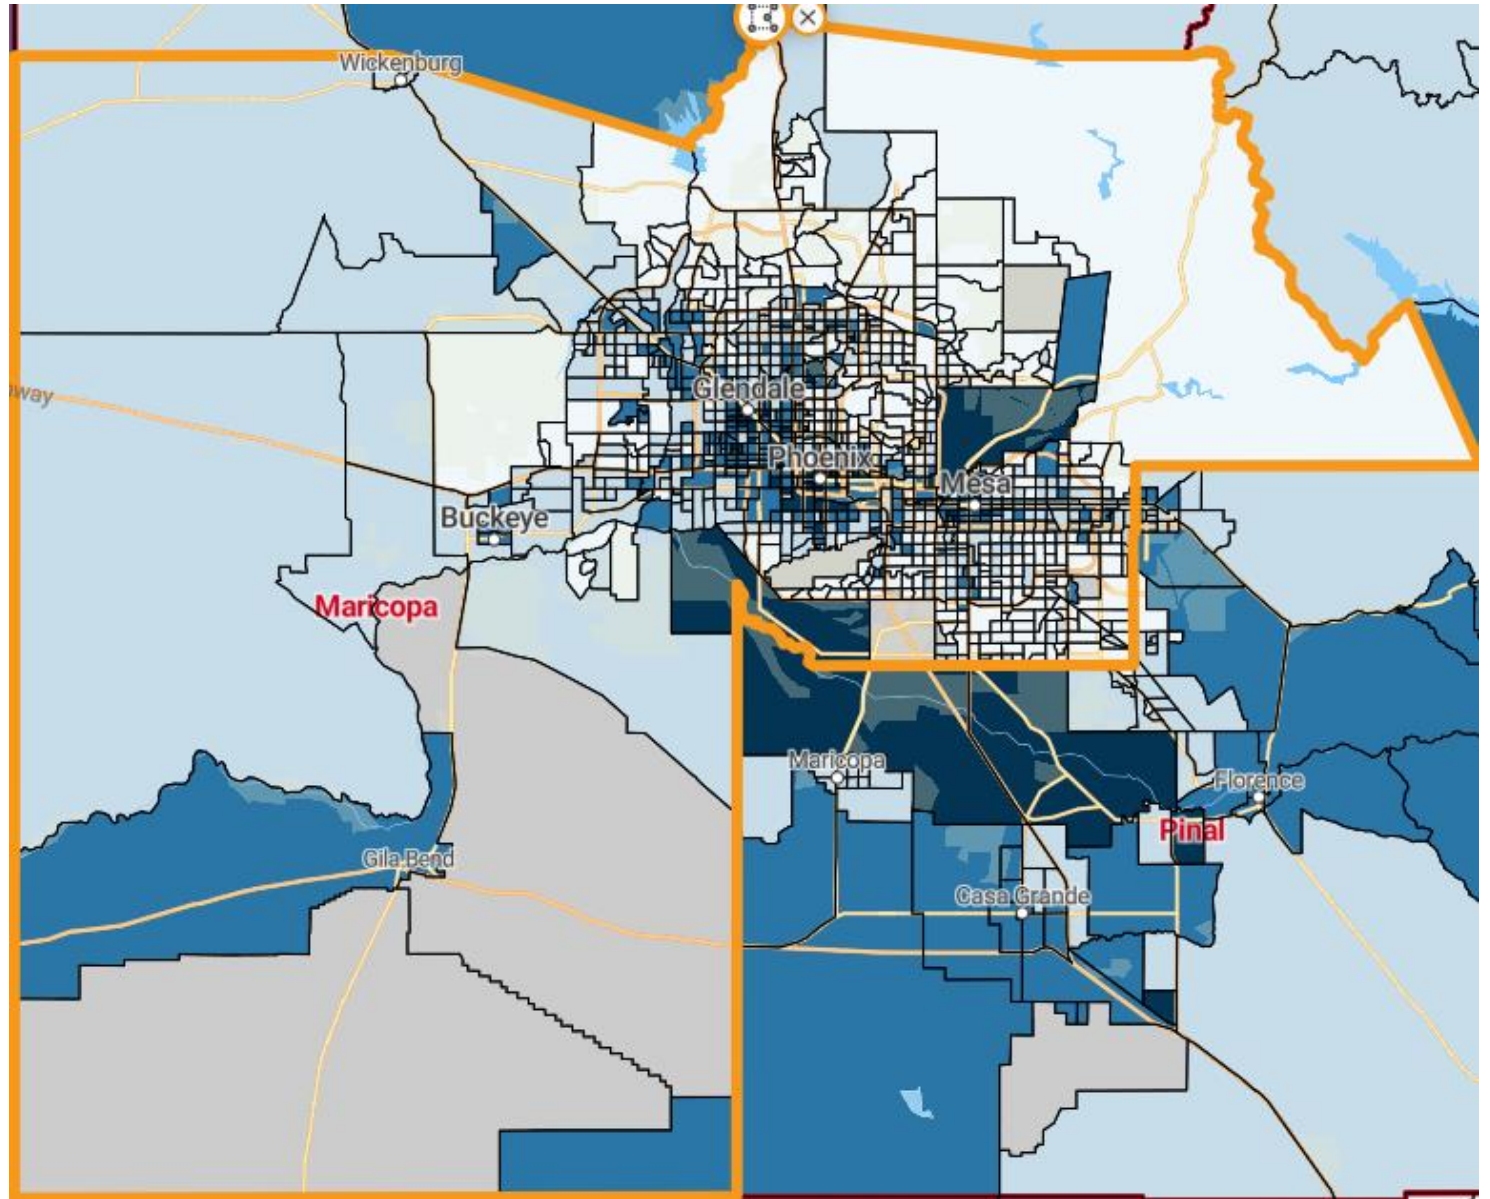 Wickenburg
way
Glendale
Phoenix
Mesa
Buckeye
Maricopa
Maricopa
Florence
Pinal
Gila Bend
Casa Grande